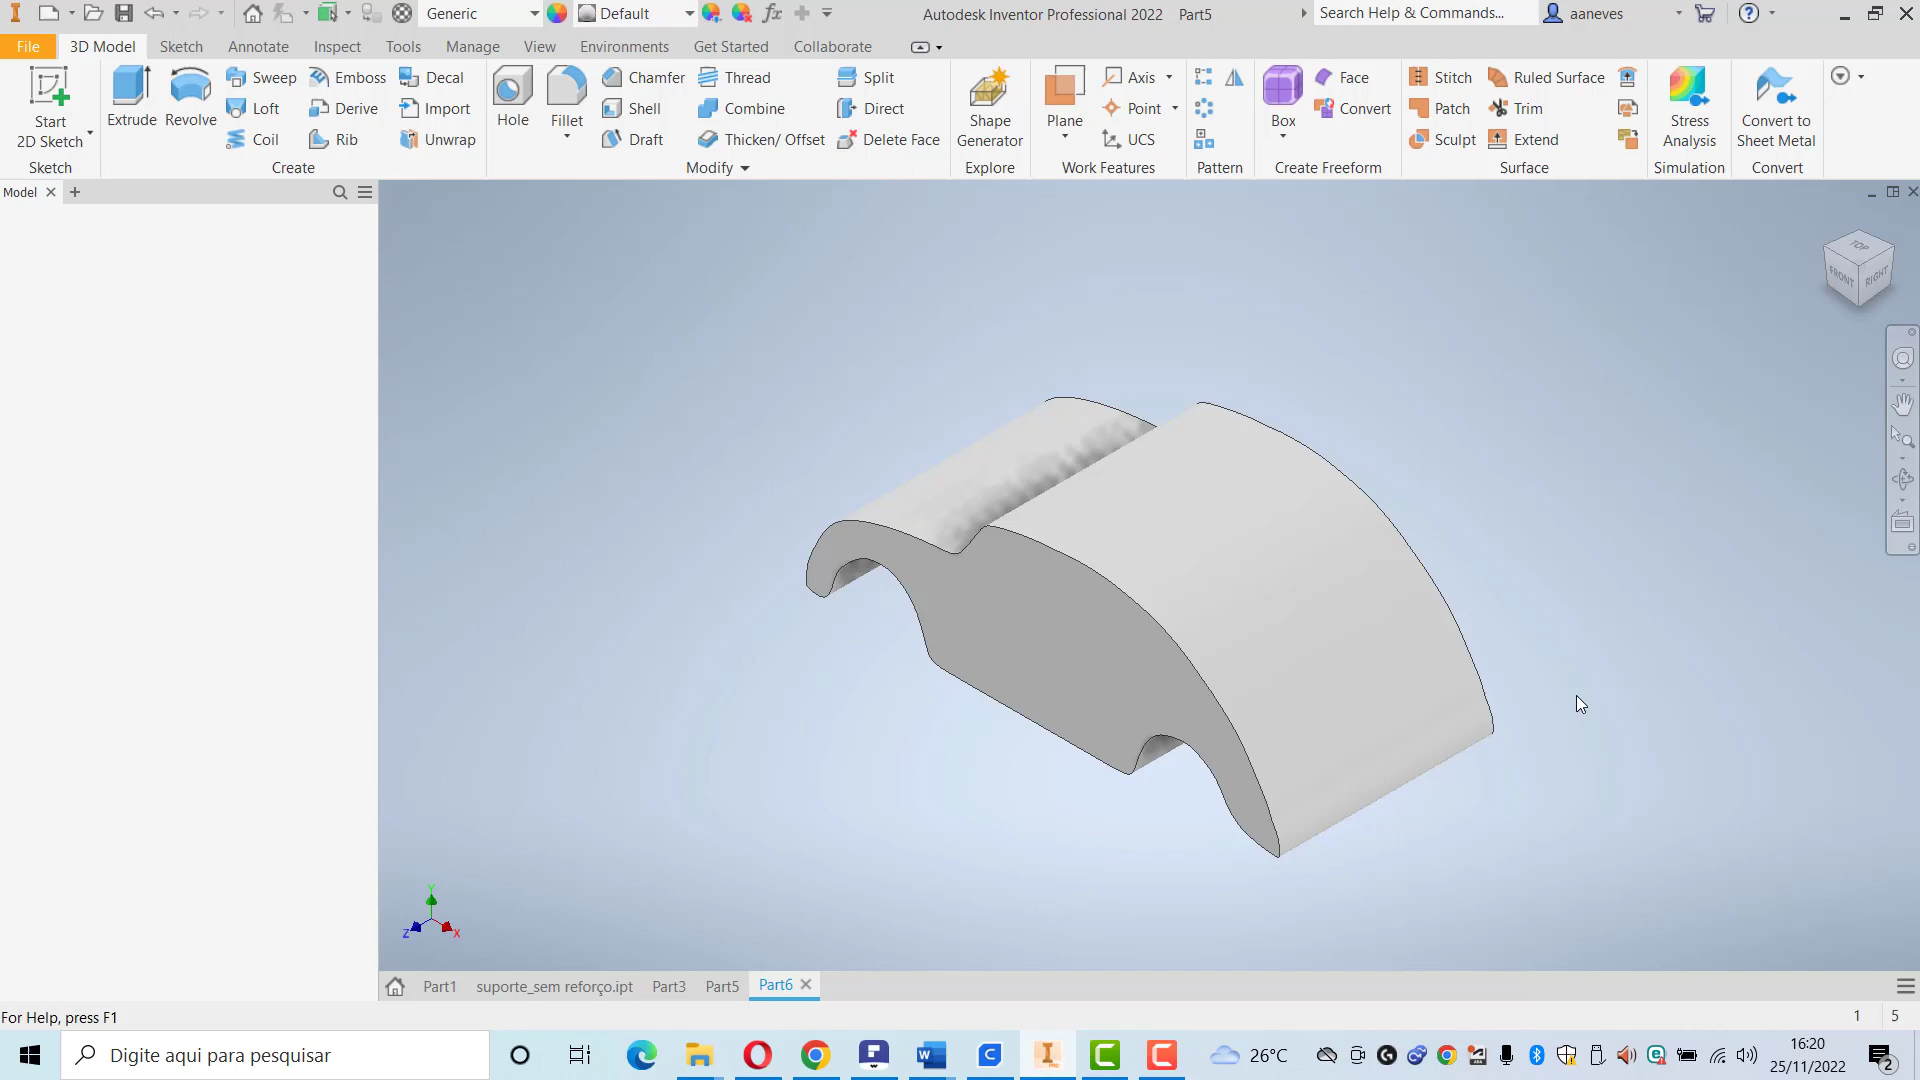 Generic
Default
Autodesk Inventor Professional 2022 Part5
Search Help & Commands...
aaneves
File
3D Model
Sketch
Annotate
Inspect
Tools
Manage
View
Environments
Get Started
Collaborate
Start
2D Sketch
Sketch
Extrude
Revolve
Sweep
Emboss
Decal
Loft
Derive
Import
Coil
Rib
Unwrap
Create
Hole
Fillet
Chamfer
Thread
Split
Shell
Combine
Direct
Draft
Thicken/ Offset
Delete Face
Modify
Shape
Generator
Explore
Plane
Axis
Point
UCS
Work Features
Pattern
Box
Face
Convert
Create Freeform
Stitch
Ruled Surface
Patch
Trim
Sculpt
Extend
Surface
Stress
Analysis
Simulation
Convert to
Sheet Metal
Convert
Model
TOP
FRONT
RIGHT
Y
Z
X
Part1
suporte_sem reforço.ipt
Part3
Part5
Part6
For Help, press F1
1
5
Digite aqui para pesquisar
26°C
16:20
25/11/2022
2